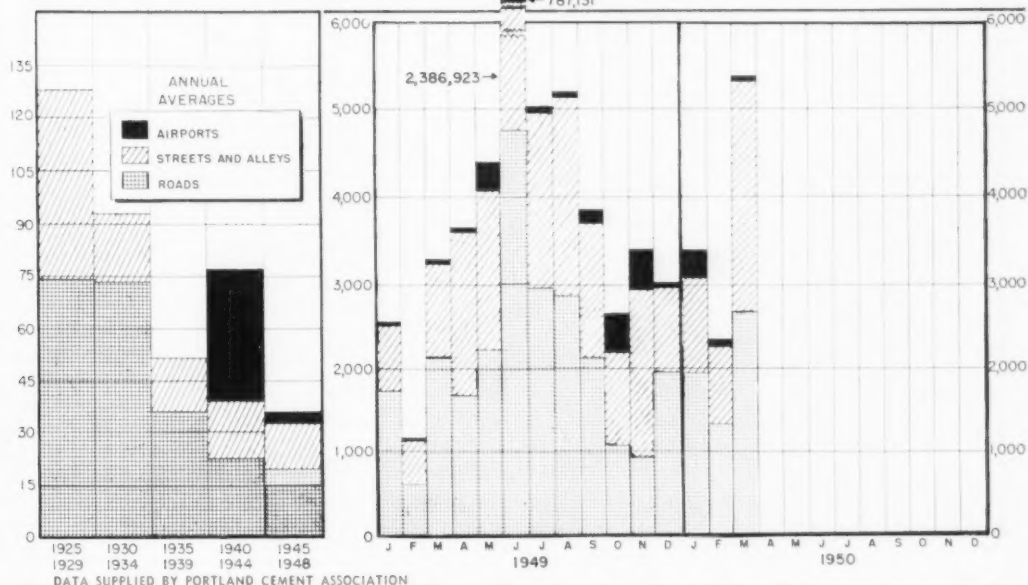 135
120
105
90
75
60
45
30
15
0
ANNUAL
AVERAGES
AIRPORTS
STREETS AND ALLEYS
ROADS
1925 1930 1935 1940 1945
1929 1934 1939 1944 1948
6,000
5,000
4,000
3,000
2,000
1,000
0
2,386,923
J F M A M J J A S O N D J F M A M J J A S O N D
1949 1950
6,000
5,000
4,000
3,000
2,000
1,000
0
DATA SUPPLIED BY PORTLAND CEMENT ASSOCIATION